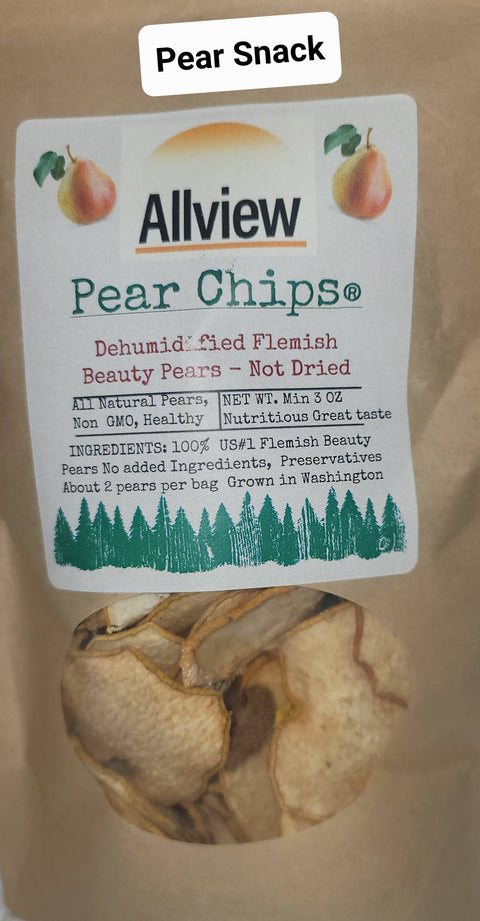 Pear Snack
Allview
Pear Chips®
Dehumidified Flemish
Beauty Pears - Not Dried
All Natural Pears,
Non GMO, Healthy
NET WT. Min 3 OZ
Nutritious Great taste
INGREDIENTS: 100% US#1 Flemish Beauty
Pears No added Ingredients, Preservatives
About 2 pears per bag Grown in Washington